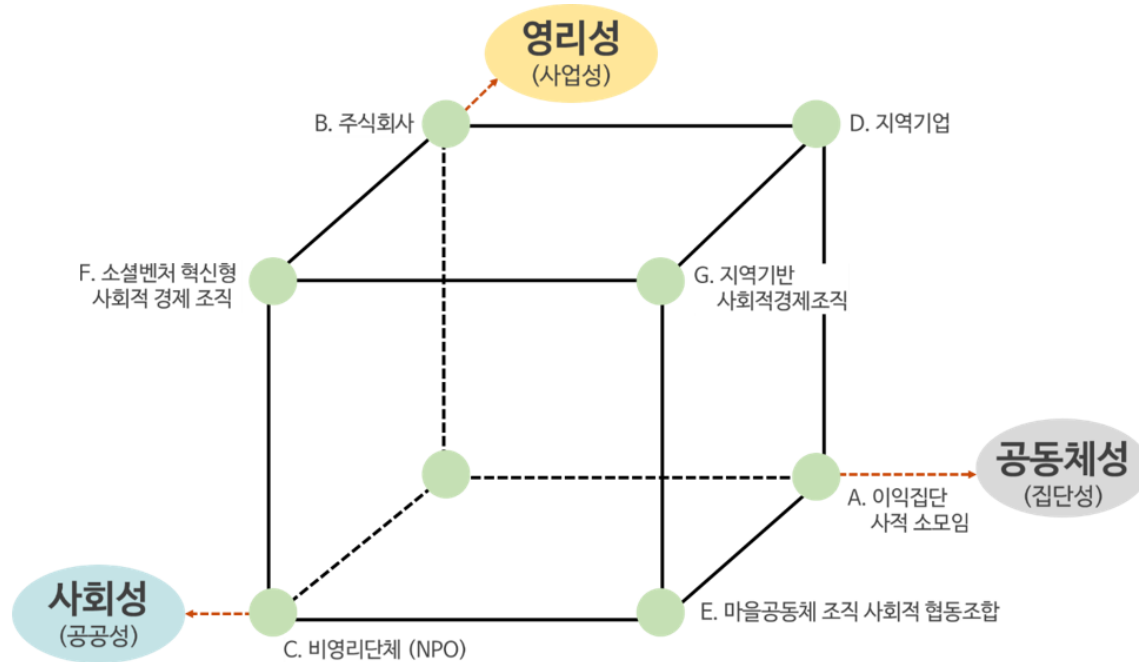 영리성
(사업성)
B. 주식회사
D. 지역기업
F. 소셜벤처 혁신형
사회적 경제 조직
G. 지역기반
사회적경제조직
공동체성
(집단성)
A. 이익집단
사적 소모임
사회성
(공공성)
E. 마을공동체 조직 사회적 협동조합
C. 비영리단체 (NPO)